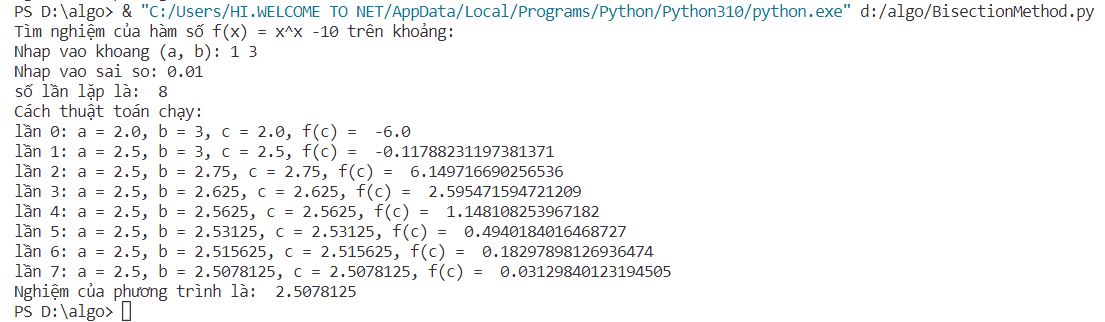 PS D:\algo> & "C:/Users/HI.WELCOME TO NET/AppData/Local/Programs/Python/Python310/python.exe" d:/algo/BisectionMethod.py
Tìm nghiệm của hàm số f(x) = x^x -10 trên khoảng:
Nhap vao khoang (a, b): 1 3
Nhap vao sai so: 0.01
số lần lặp là:  8
Cách thuật toán chạy:
lần 0: a = 2.0, b = 3, c = 2.0, f(c) =  -6.0
lần 1: a = 2.5, b = 3, c = 2.5, f(c) =  -0.11788231197381371
lần 2: a = 2.5, b = 2.75, c = 2.75, f(c) =  6.149716690256536
lần 3: a = 2.5, b = 2.625, c = 2.625, f(c) =  2.595471594721209
lần 4: a = 2.5, b = 2.5625, c = 2.5625, f(c) =  1.148108253967182
lần 5: a = 2.5, b = 2.53125, c = 2.53125, f(c) =  0.4940184016468727
lần 6: a = 2.5, b = 2.515625, c = 2.515625, f(c) =  0.18297898126936474
lần 7: a = 2.5, b = 2.5078125, c = 2.5078125, f(c) =  0.03129840123194505
Nghiệm của phương trình là:  2.5078125
PS D:\algo>